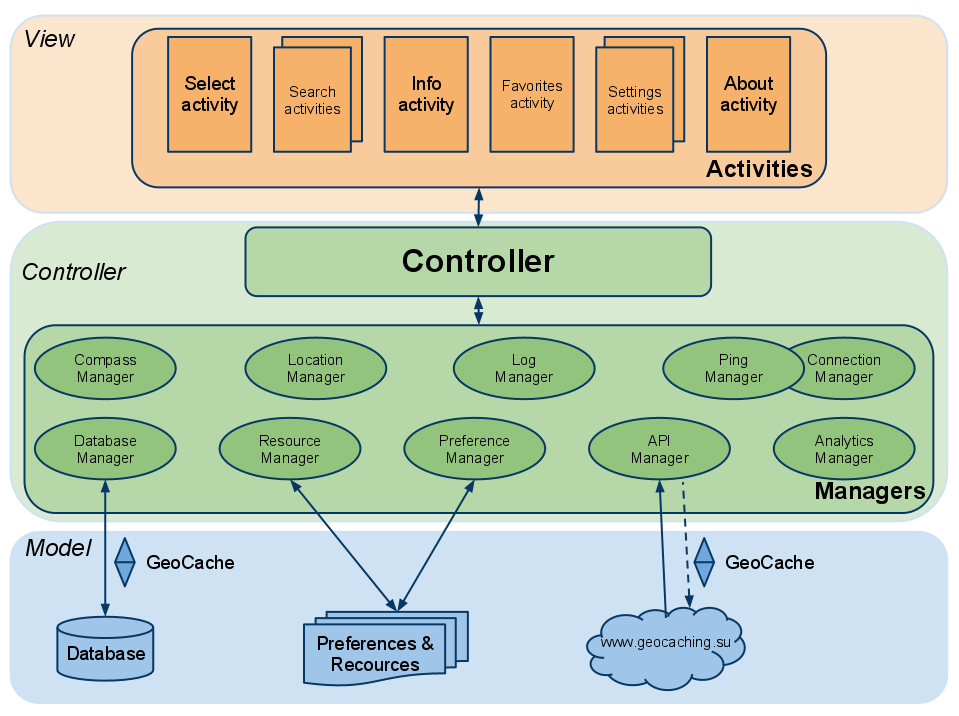 View
Select
activity
Search
activities
Info
activity
Favorites
activity
Settings
activities
About
activity
Activities
Controller
Controller
Compass
Manager
Location
Manager
Log
Manager
Ping
Manager
Connection
Manager
Database
Manager
Resource
Manager
Preference
Manager
API
Manager
Analytics
Manager
Managers
Model
GeoCache
GeoCache
Database
Preferences &
Recources
www.geocaching.su